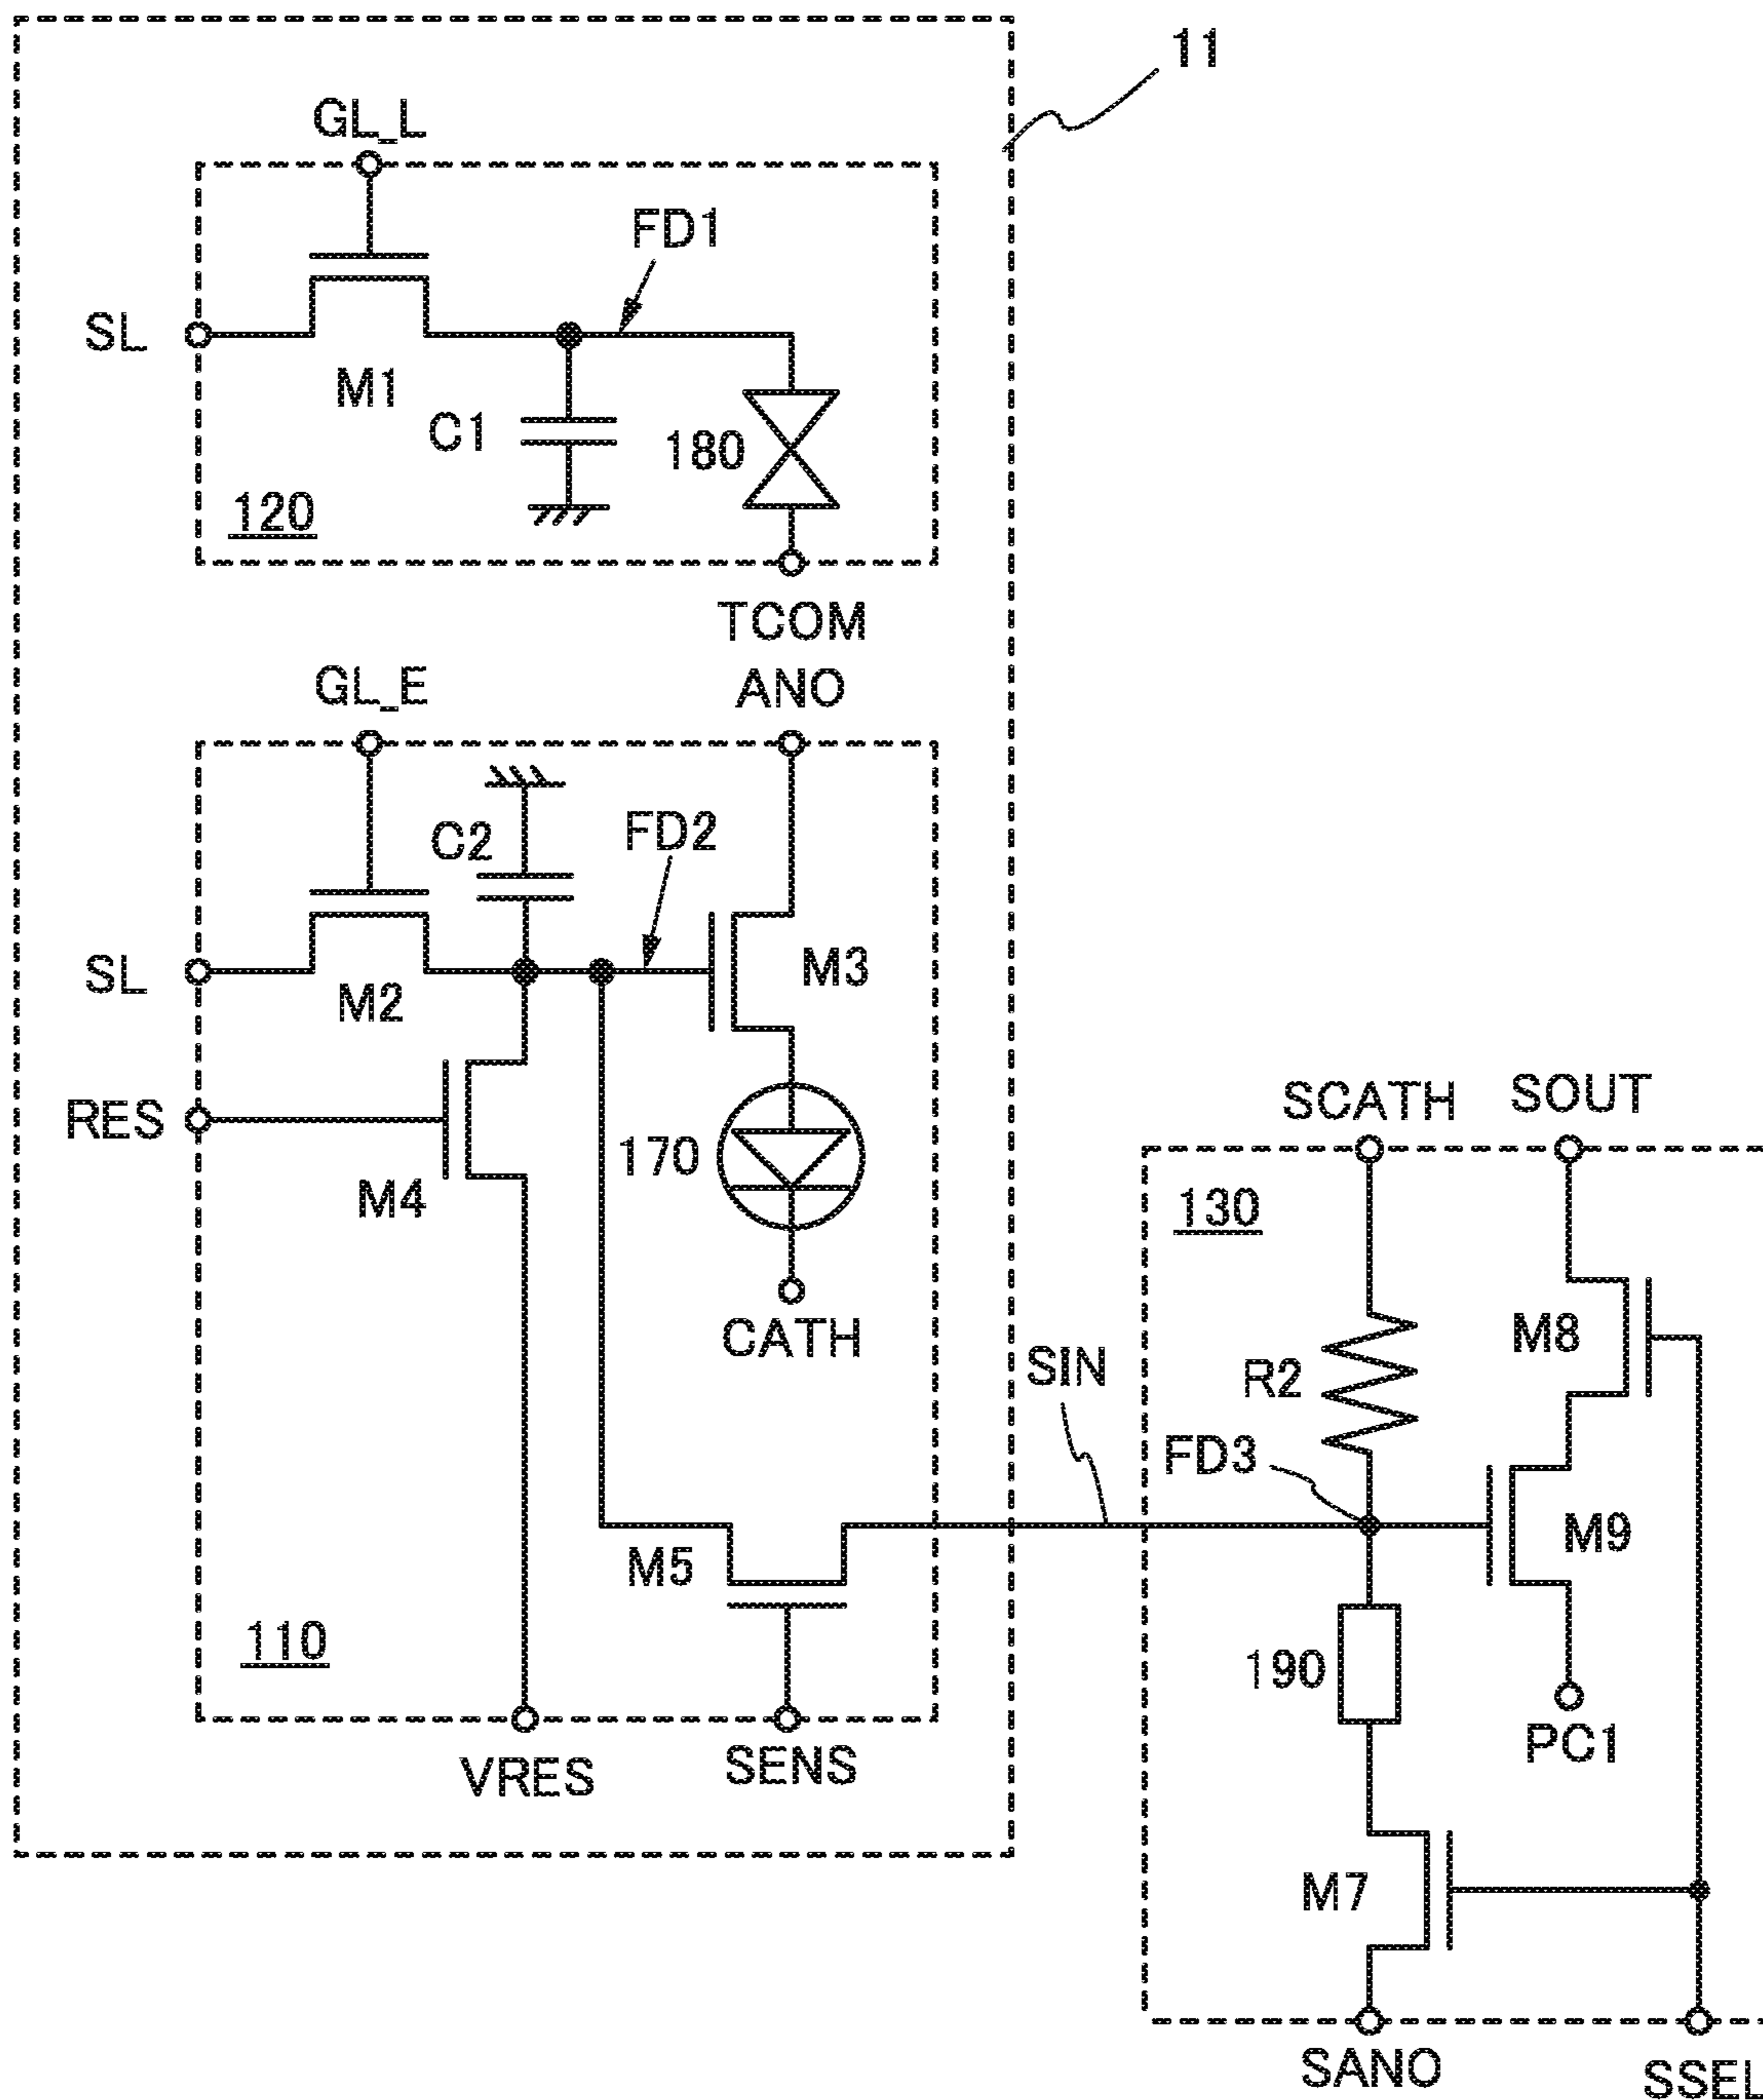 11
GL_L
FD1
SL
M1
C1
180
120
TCOM
GL_E
ANO
C2
FD2
SL
M2
M3
RES
M4
170
CATH
M5
110
VRES
SENS
SIN
SCATH
SOUT
130
R2
M8
FD3
M9
190
PC1
M7
SANO
SSEL